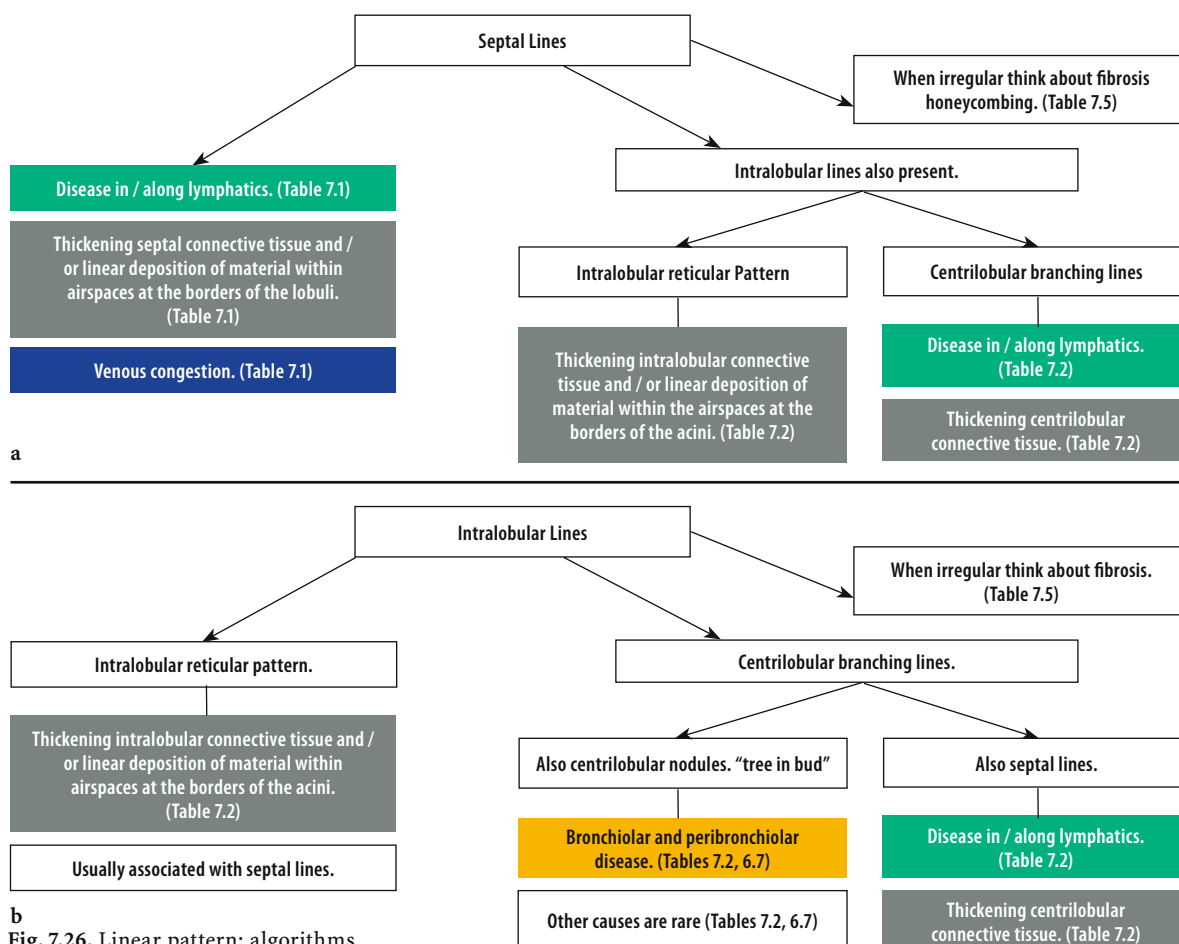 Septal Lines
When irregular think about fibrosis
honeycombing. (Table 7.5)
Disease in / along lymphatics. (Table 7.1)
Thickening septal connective tissue and /
or linear deposition of material within
airspaces at the borders of the lobuli.
(Table 7.1)
Venous congestion. (Table 7.1)
Intralobular lines also present.
Intralobular reticular Pattern
Thickening intralobular connective
tissue and / or linear deposition of
material within the airspaces at the
borders of the acini. (Table 7.2)
Centrilobular branching lines
Disease in / along lymphatics.
(Table 7.2)
Thickening centrilobular
connective tissue. (Table 7.2)
a
Intralobular Lines
When irregular think about fibrosis.
(Table 7.5)
Intralobular reticular pattern.
Thickening intralobular connective tissue and /
or linear deposition of material within
airspaces at the borders of the acini.
(Table 7.2)
Usually associated with septal lines.
Centrilobular branching lines.
Also centrilobular nodules. “tree in bud”
Bronchiolar and peribronchiolar
disease. (Tables 7.2, 6.7)
Other causes are rare (Tables 7.2, 6.7)
Also septal lines.
Disease in / along lymphatics.
(Table 7.2)
Thickening centrilobular
connective tissue. (Table 7.2)
b
Fig. 7.26. Linear pattern: algorithms